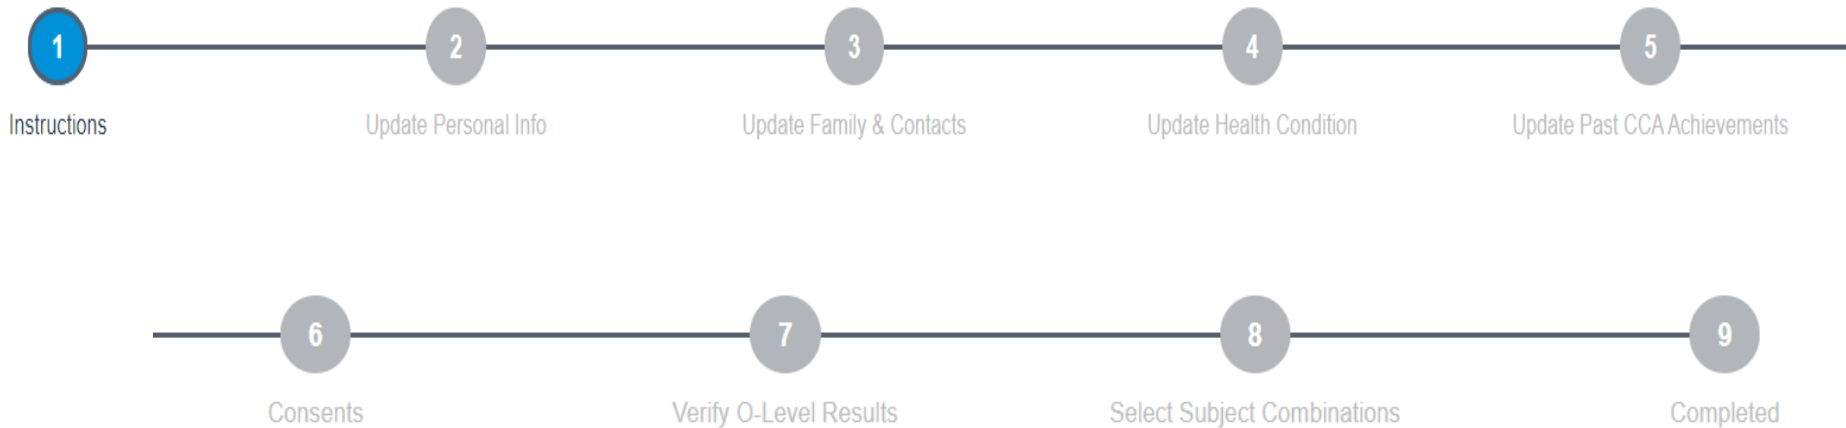 1 2 3 4 5
Instructions Update Personal Info Update Family & Contacts Update Health Condition Update Past CCA Achievements
6 7 8 9
Consents Verify O-Level Results Select Subject Combinations Completed